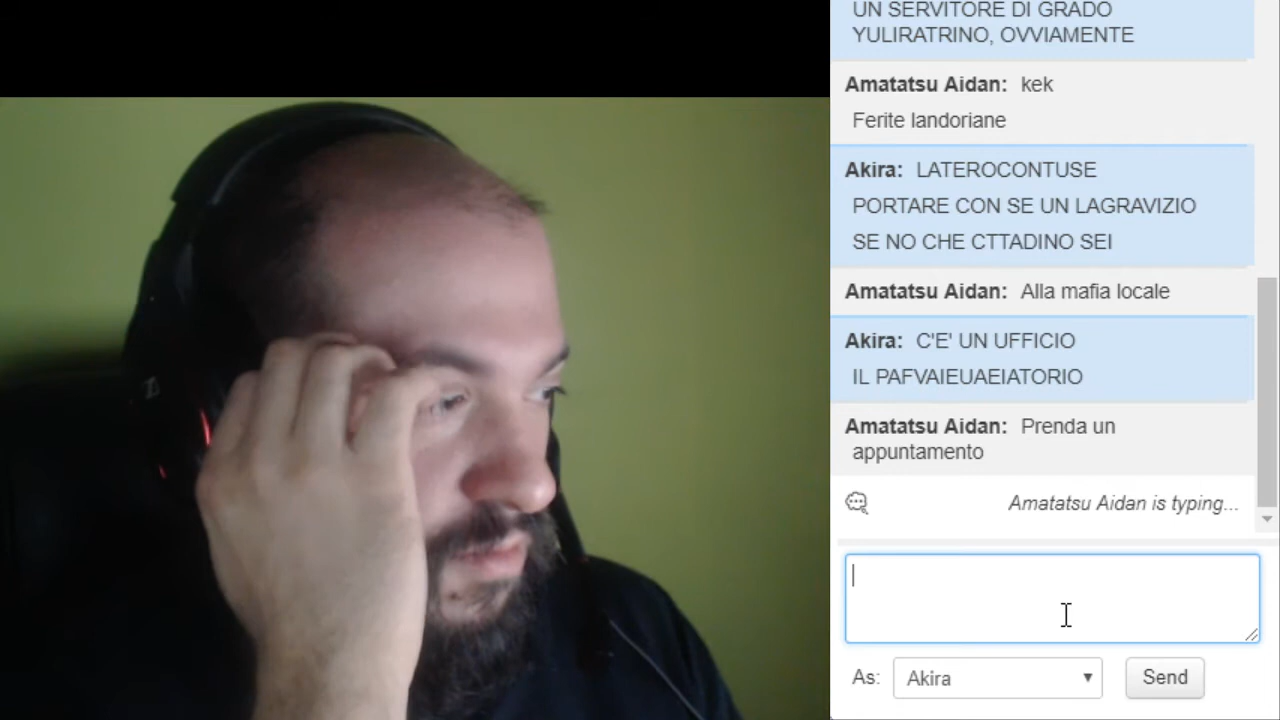 UN SERVITORE DI GRADO
YULIRATRINO, OVVIAMENTE
Amatatsu Aidan: kek
Ferite landoriane
Akira: LATEROCONTUSE
PORTARE CON SE UN LAGRAVIZIO
SE NO CHE CTTADINO SEI
Amatatsu Aidan: Alla mafia locale
Akira: C'E' UN UFFICIO
IL PAFVAIEUAEIATORIO
Amatatsu Aidan: Prenda un
appuntamento
Amatatsu Aidan is typing...
As: Akira Send